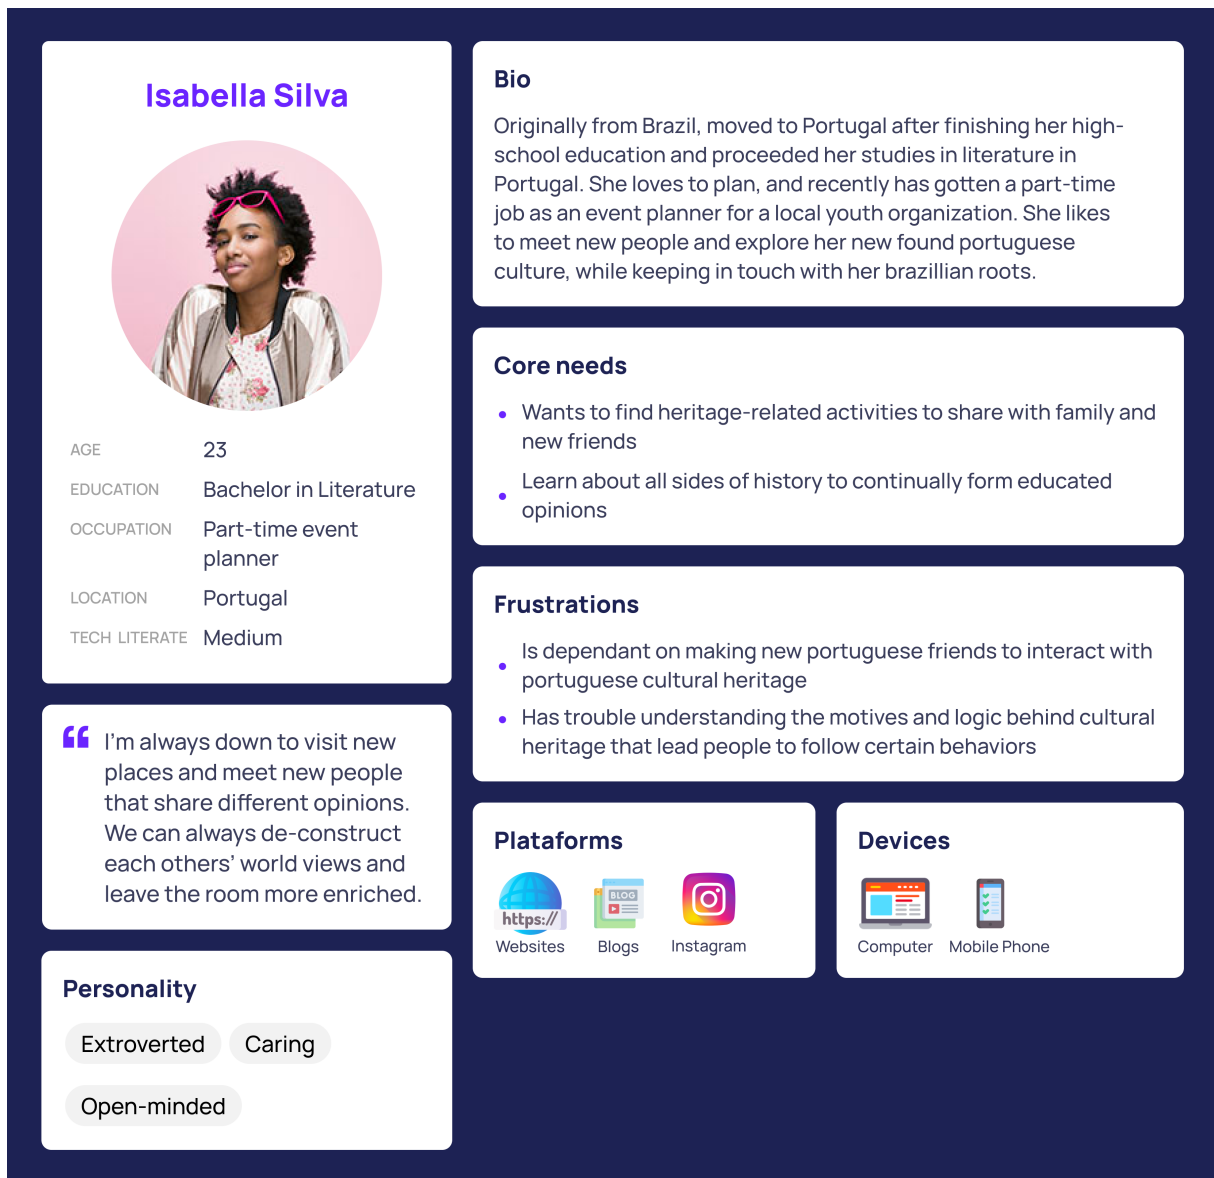 Isabella Silva
AGE 23
EDUCATION Bachelor in Literature
OCCUPATION Part-time event
planner
LOCATION Portugal
TECH LITERATE Medium
“ I’m always down to visit new
places and meet new people
that share different opinions.
We can always de-construct
each others’ world views and
leave the room more enriched.
Personality
Extroverted Caring
Open-minded
Bio
Originally from Brazil, moved to Portugal after finishing her high-
school education and proceeded her studies in literature in
Portugal. She loves to plan, and recently has gotten a part-time
job as an event planner for a local youth organization. She likes
to meet new people and explore her new found portuguese
culture, while keeping in touch with her brazillian roots.
Core needs
• Wants to find heritage-related activities to share with family and
new friends
• Learn about all sides of history to continually form educated
opinions
Frustrations
• Is dependant on making new portuguese friends to interact with
portuguese cultural heritage
• Has trouble understanding the motives and logic behind cultural
heritage that lead people to follow certain behaviors
Plataforms
https://
BLOG
Websites Blogs Instagram
Devices
Computer Mobile Phone